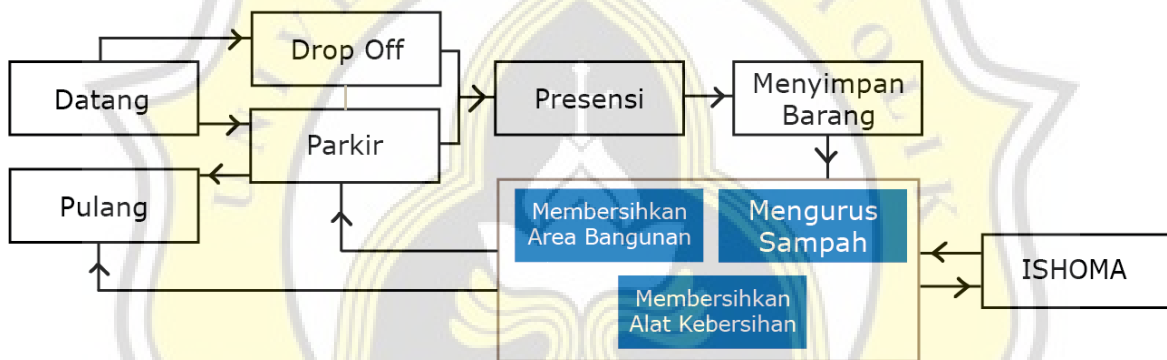 Drop Off
Datang
Parkir
Presensi
Menyimpan
Barang
Pulang
Membersihkan
Area Bangunan
Mengurus
Sampah
Membersihkan
Alat Kebersihan
ISHOMA